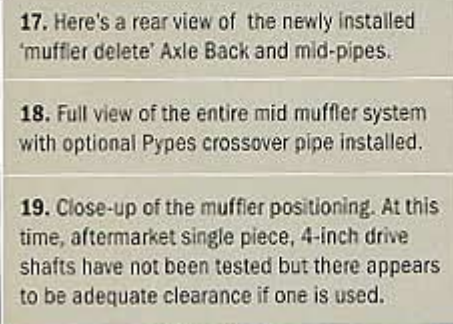 17. Here's a rear view of the newly installed
'muffler delete' Axle Back and mid-pipes.
18. Full view of the entire mid muffler system
with optional Pypes crossover pipe installed.
19. Close-up of the muffler positioning. At this
time, aftermarket single piece, 4-inch drive
shafts have not been tested but there appears
to be adequate clearance if one is used.